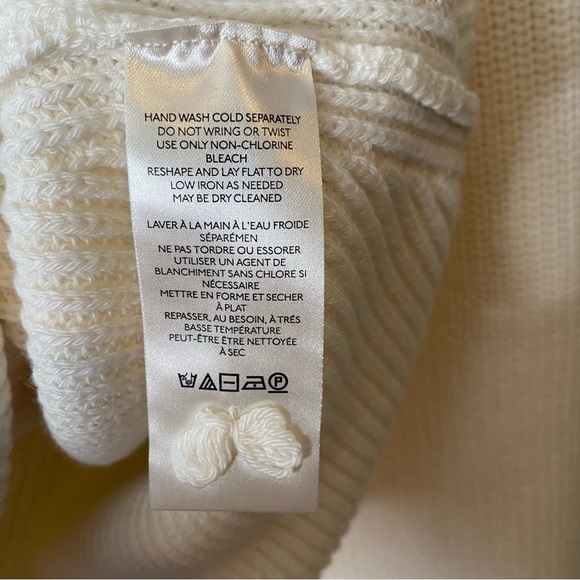 HAND WASH COLD SEPARATELY
DO NOT WRING OR TWIST
USE ONLY NON-CHLORINE
BLEACH
RESHAPE AND LAY FLAT TO DRY
LOW IRON AS NEEDED
MAY BE DRY CLEANED
LAVER À LA MAIN À L'EAU FROIDE
SÉPARÉMEN
NE PAS TORDRE OU ESSORER
UTILISER UN AGENT DE
BLANCHIMENT SANS CHLORE SI
NÉCESSAIRE
METTRE EN FORME ET SECHER
À PLAT
REPASSER, AU BESOIN, À TRÉS
BASSE TEMPÉRATURE
PEUT-ÊTRE ÊTRE NETTOYÉE
À SEC
P